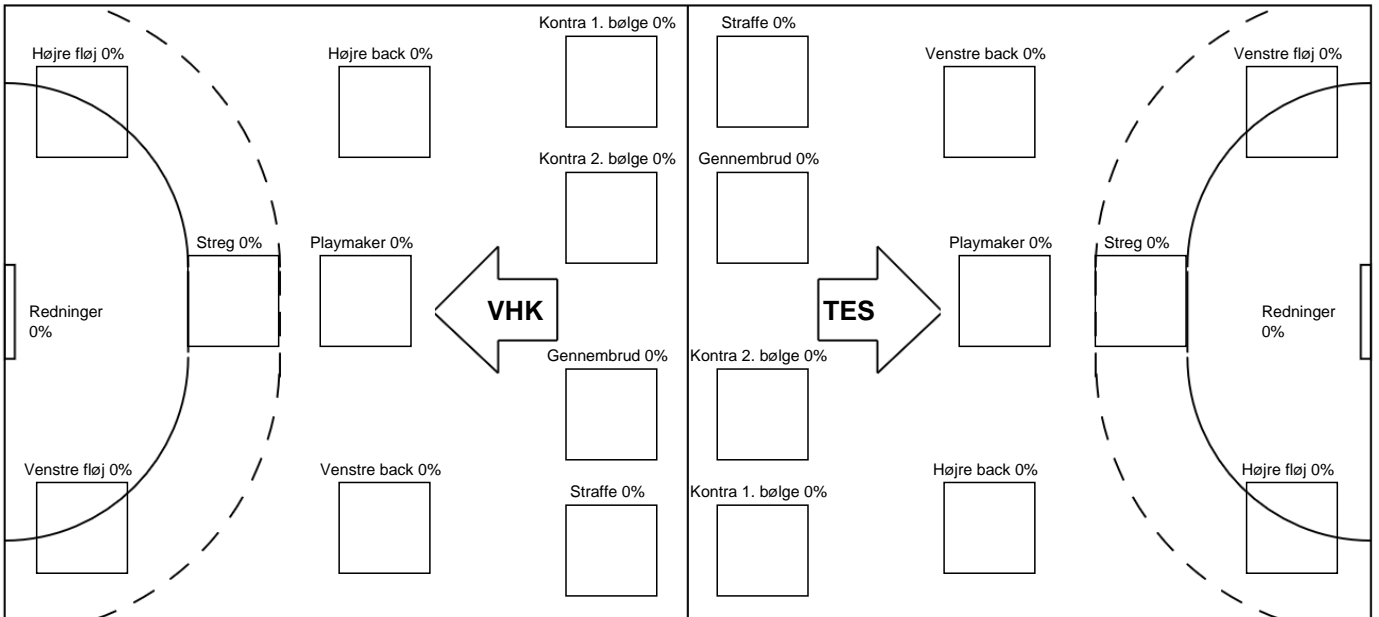 Kontra 1. bølge 0%
Straffe 0%
Højre fløj 0%
Højre back 0%
Venstre back 0%
Venstre fløj 0%
Kontra 2. bølge 0%
Gennembrud 0%
Streg 0%
Playmaker 0%
Playmaker 0%
Streg 0%
Redninger
0%
VHK
TES
Redninger
0%
Gennembrud 0%
Kontra 2. bølge 0%
Venstre fløj 0%
Venstre back 0%
Højre back 0%
Højre fløj 0%
Straffe 0%
Kontra 1. bølge 0%